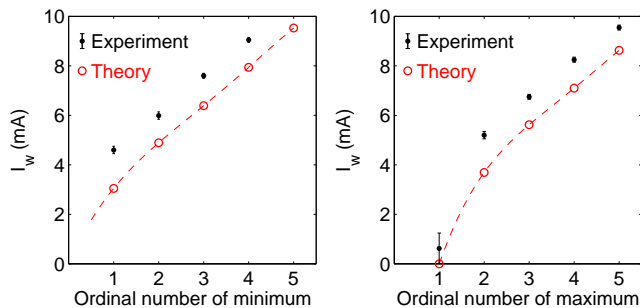 10
8
6
4
2
0
I_w (mA)
Experiment
Theory
1 2 3 4 5
Ordinal number of minimum
10
8
6
4
2
0
I_w (mA)
Experiment
Theory
1 2 3 4 5
Ordinal number of maximum